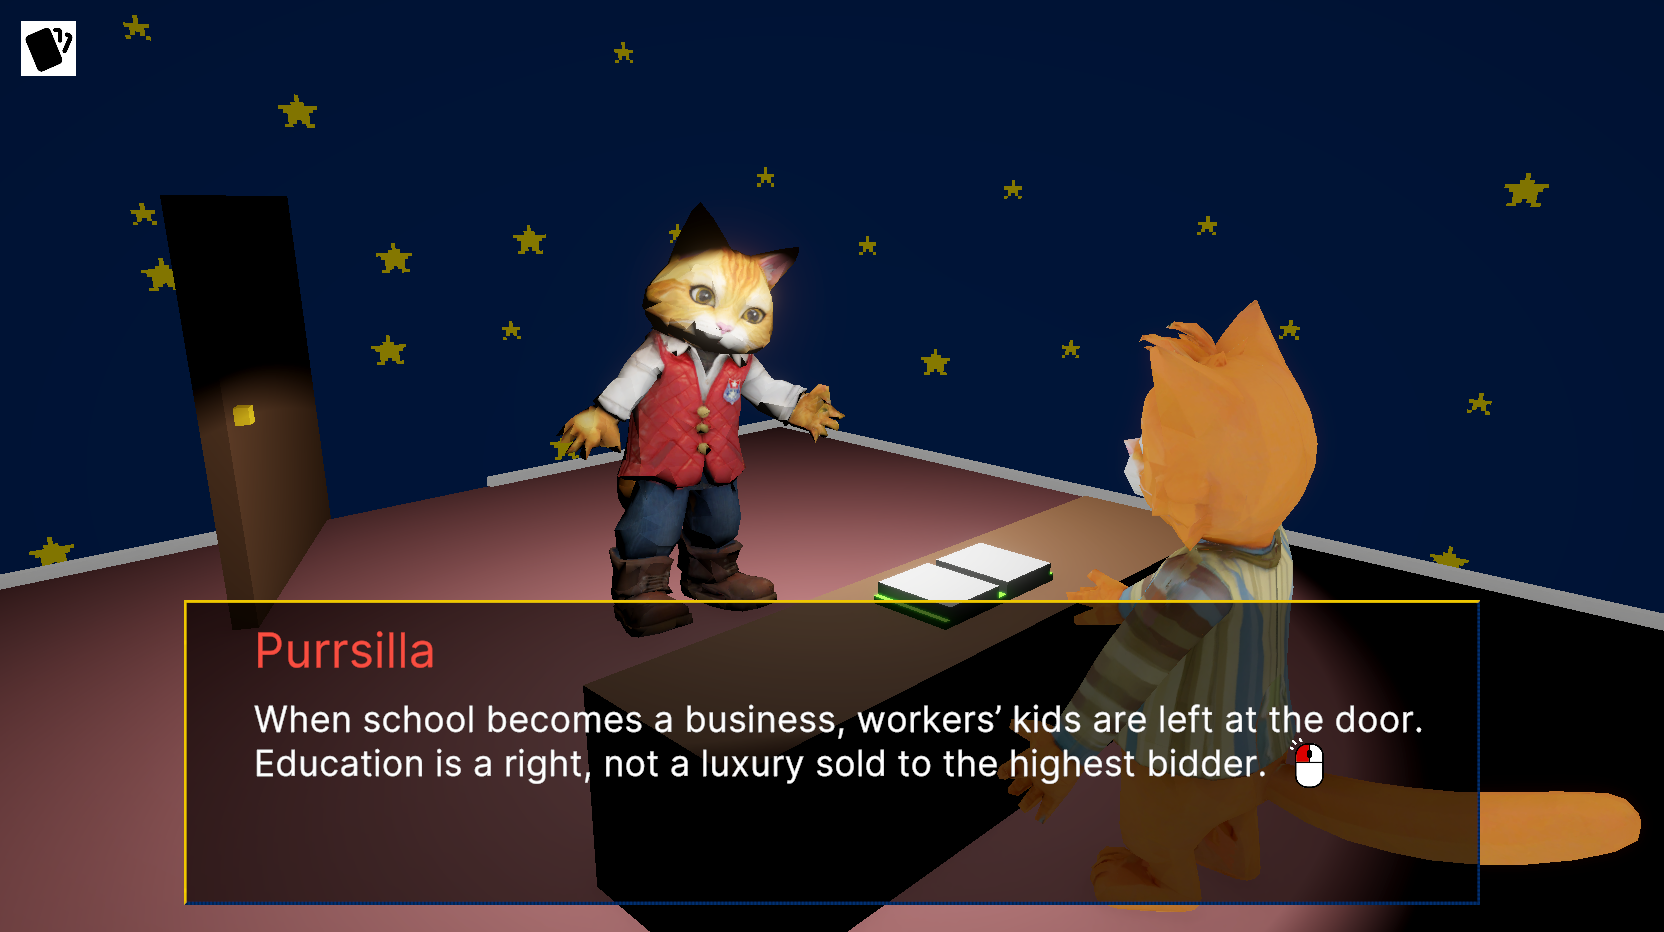 Purrsilla
When school becomes a business, workers’ kids are left at the door.
Education is a right, not a luxury sold to the highest bidder.